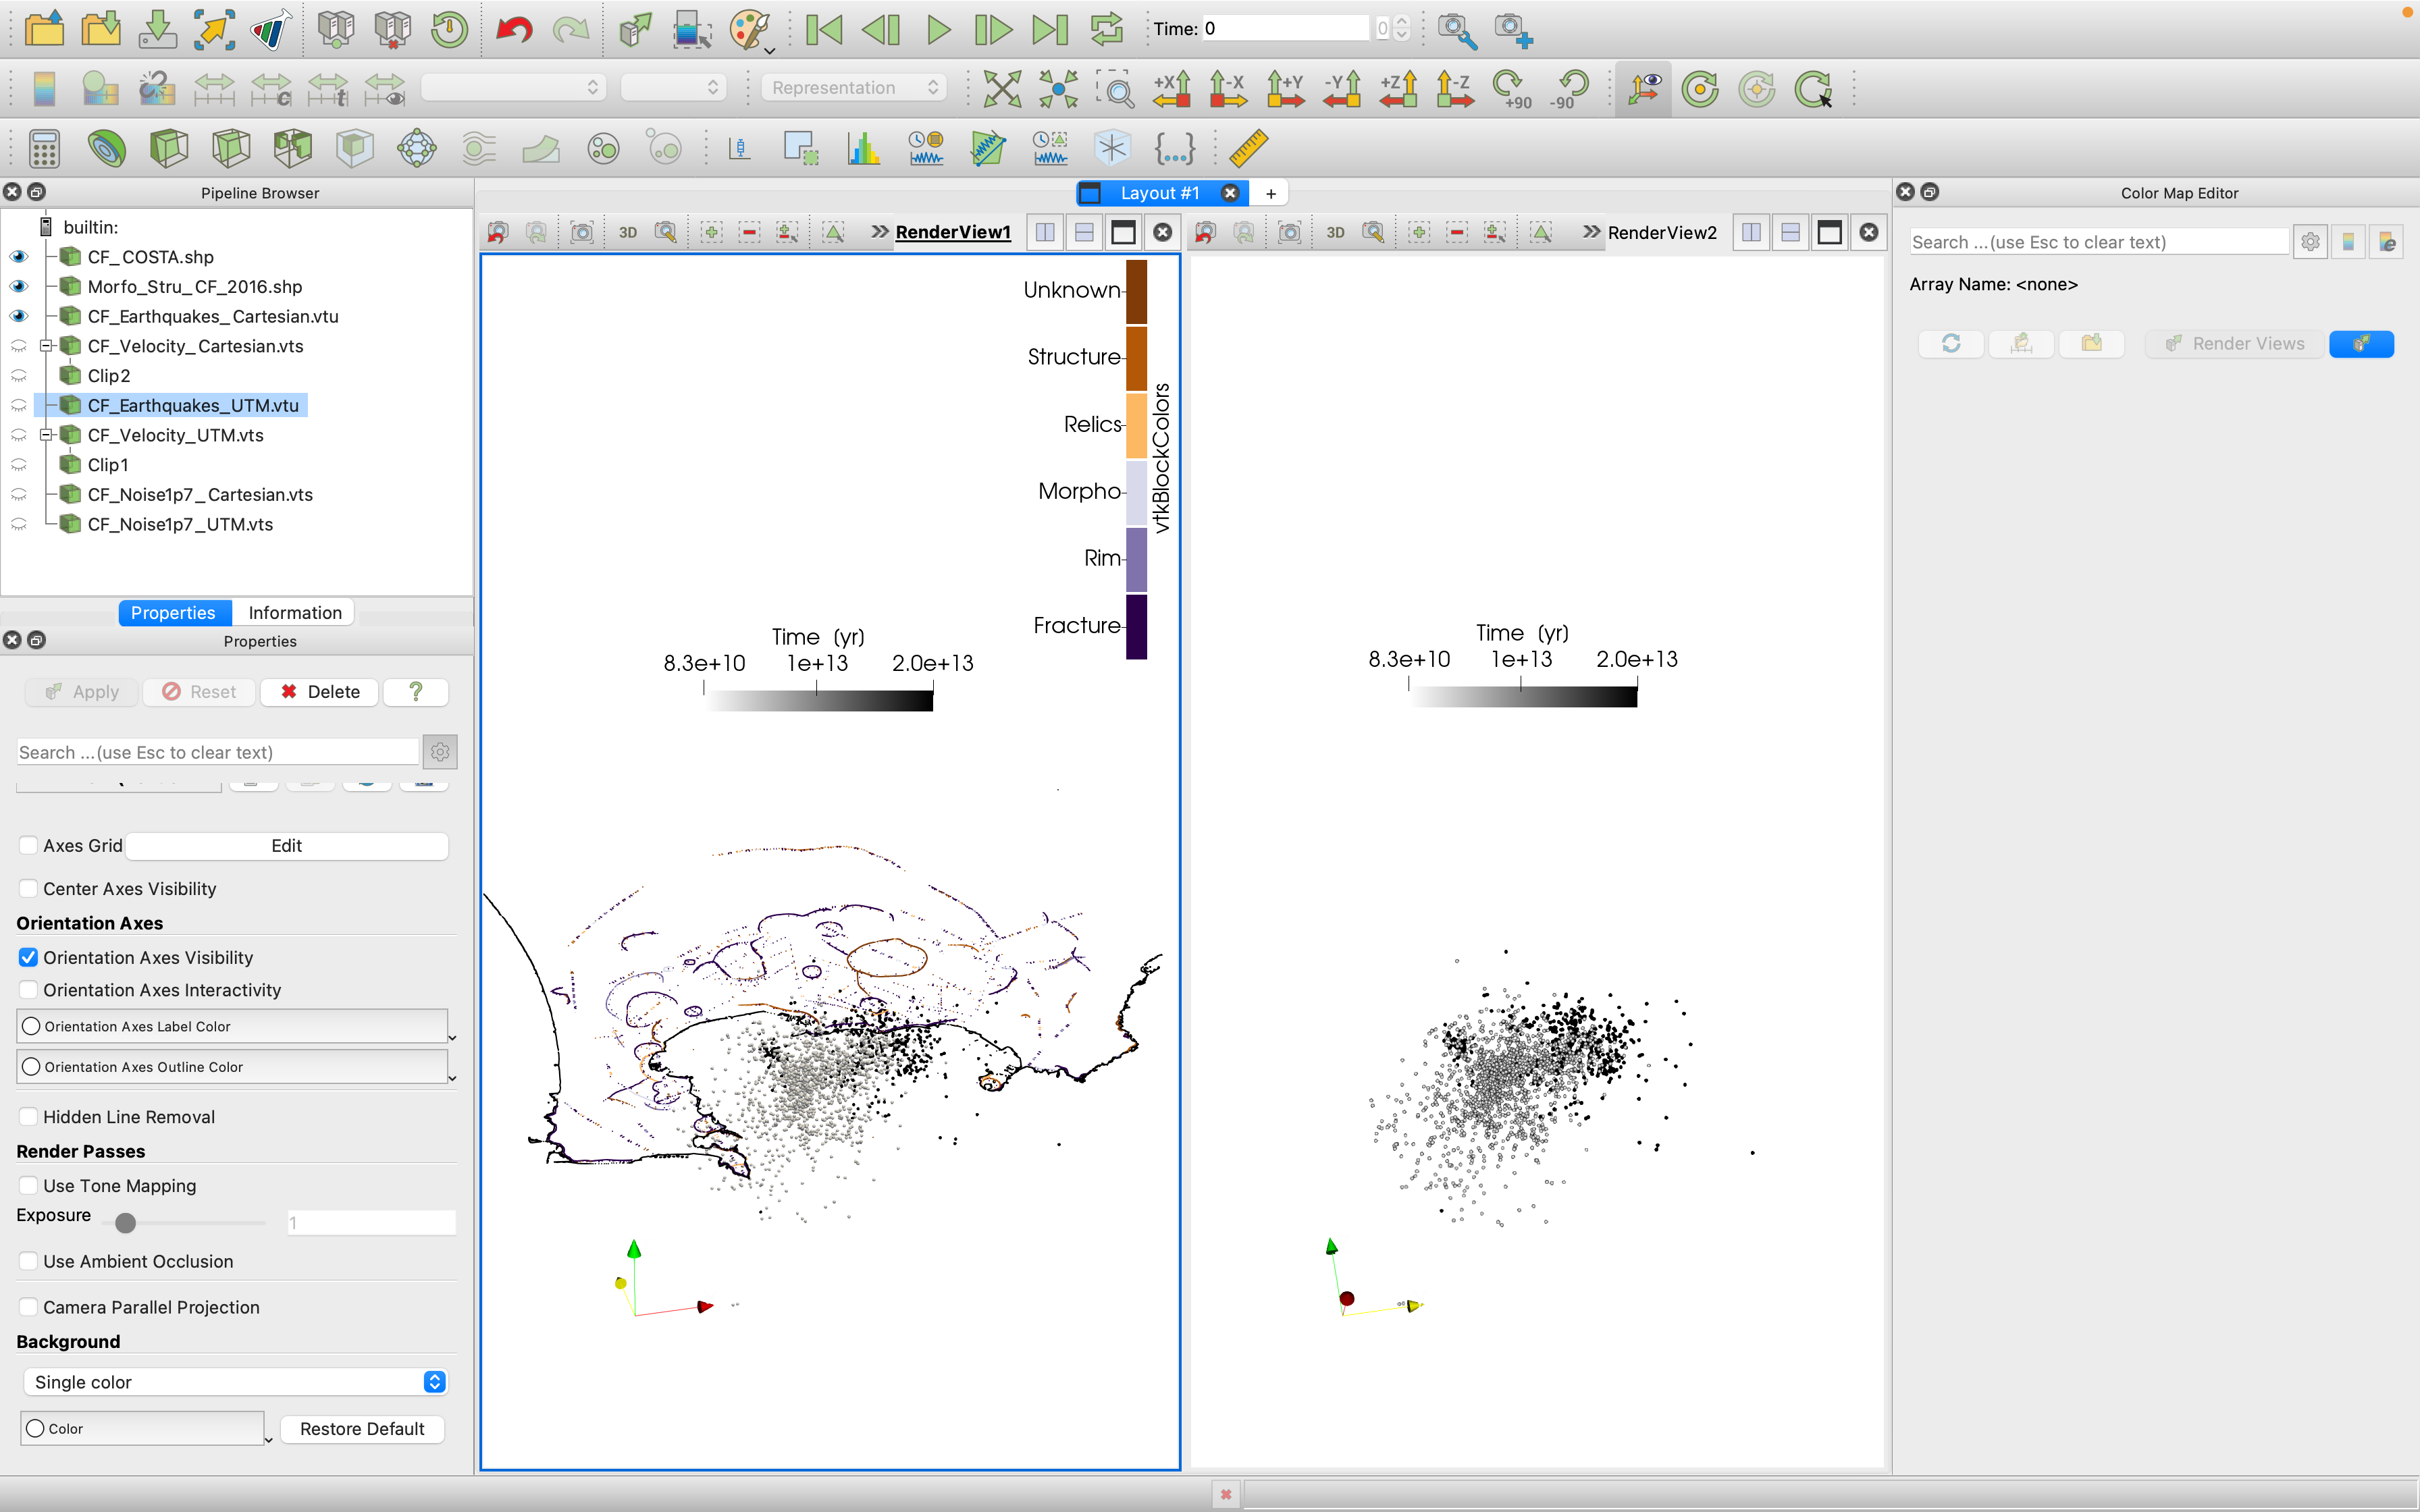 Time: 0
0
Representation
+X
-X
+Y
-Y
+Z
-Z
+90
-90
c
t
Pipeline Browser
Layout #1
+
Color Map Editor
builtin:
CF_COSTA.shp
Morfo_Stru_CF_2016.shp
CF_Earthquakes_Cartesian.vtu
CF_Velocity_Cartesian.vts
Clip2
CF_Earthquakes_UTM.vtu
CF_Velocity_UTM.vts
Clip1
CF_Noise1p7_Cartesian.vts
CF_Noise1p7_UTM.vts
Properties
Information
Properties
Apply
Reset
Delete
?
Search ...(use Esc to clear text)
Axes Grid
Edit
Center Axes Visibility
Orientation Axes
Orientation Axes Visibility
Orientation Axes Interactivity
Orientation Axes Label Color
Orientation Axes Outline Color
Hidden Line Removal
Render Passes
Use Tone Mapping
Exposure
1
Use Ambient Occlusion
Camera Parallel Projection
Background
Single color
Color
Restore Default
3D
RenderView1
Unknown
Structure
Relics
Morpho
Rim
Fracture
vtkBlockColors
Time (yr)
8.3e+10 1e+13 2.0e+13
3D
RenderView2
Time (yr)
8.3e+10 1e+13 2.0e+13
Search ...(use Esc to clear text)
e
Array Name: <none>
Render Views